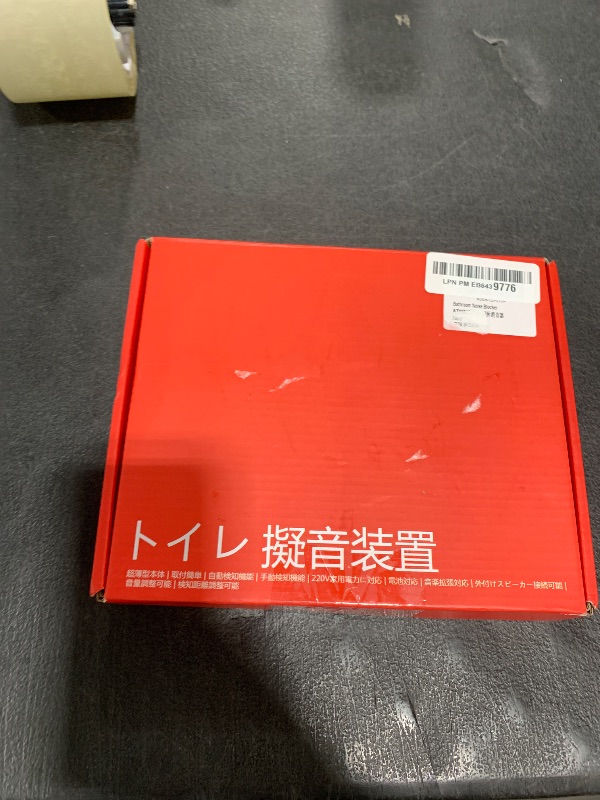 LPN PM EB6439776
Bathroom Noise Blocker
トイレ 擬音装置
超薄型本体 | 取付簡単 | 自動検知機能 | 手動検知機能 | 220V家用電力に対応 | 電池対応 | 音楽拡張対応 | 外付けスピーカー接続可能 |
音量調整可能 | 検知距離調整可能